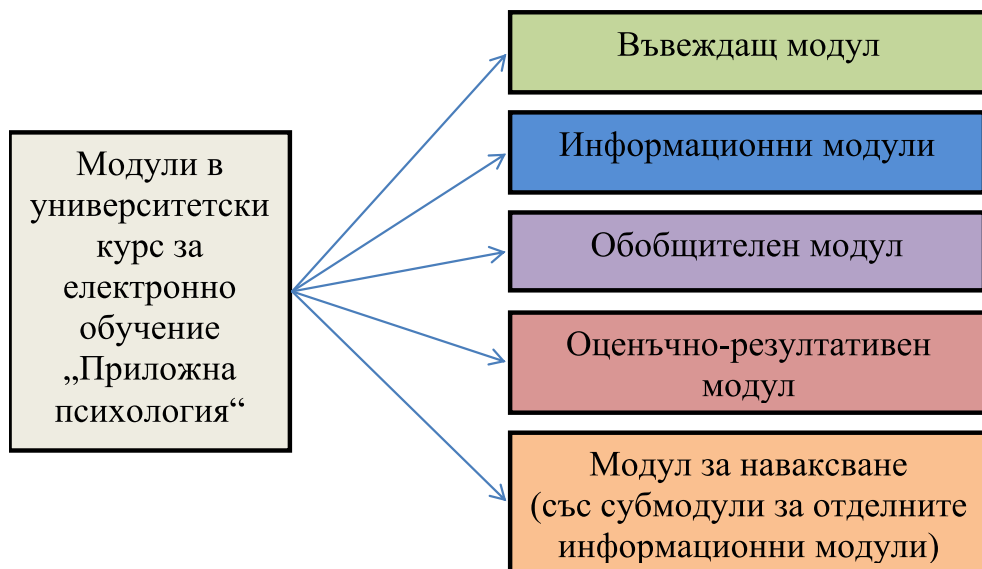 Модули в
университетски
курс за
електронно
обучение
„Приложна
психология“
Въвеждащ модул
Информационни модули
Обобщителен модул
Оценъчно-резултативен
модул
Модул за наваксване
(със субмодули за отделните
информационни модули)